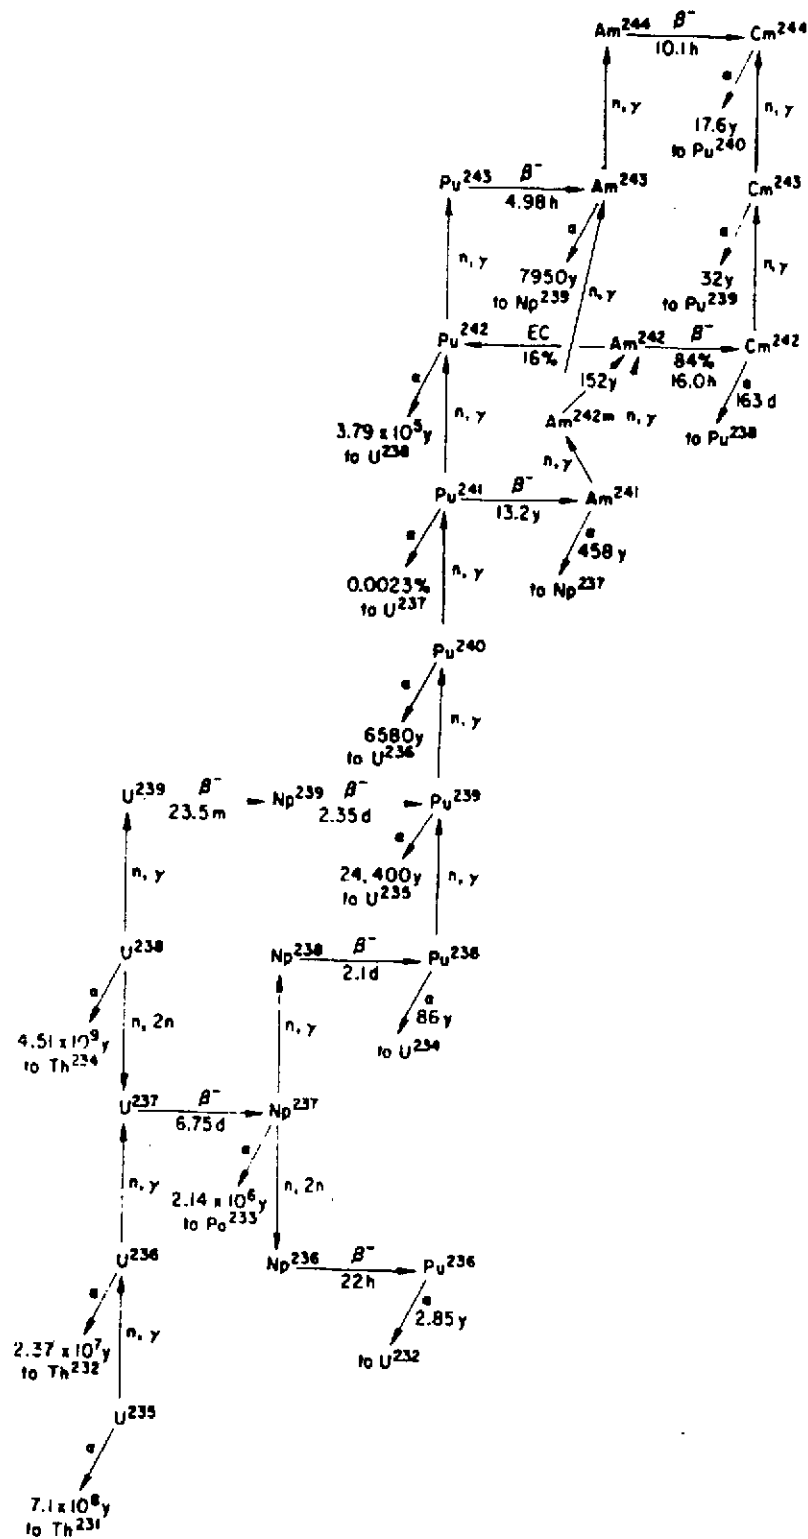 Am244 β− Cm244
10.1h
n, γ α n, γ
17.6y
to Pu240
Pu243 β− Am243 Cm243
4.98h
α α
n, γ 7950y n, γ 32y n, γ
to Np239 to Pu239
Pu242 EC Am242 β− Cm242
16% 84%
152y 16.0h
α α
163d
3.79 x 10^5y n, γ Am242m n, γ to Pu238
to U238
n, γ
Pu241 β− Am241
13.2y
α α
458y
0.0023% n, γ to Np237
to U237
Pu240
α
6580y n, γ
to U236
U239 β− Np239 β− Pu239
23.5m 2.35d
α
n, γ 24,400y n, γ
to U235
U238 Np238 β− Pu238
2.1d
α α
n, 2n n, γ 86y
4.51 x 10^9y to U234
to Th234
U237 β− Np237
6.75d
α
n, γ 2.14 x 10^6y n, 2n
to Pa233
U236 Np236 β− Pu236
22h
α α
2.85y
2.37 x 10^7y n, γ to U232
to Th232
U235
α
7.1 x 10^8y
to Th231